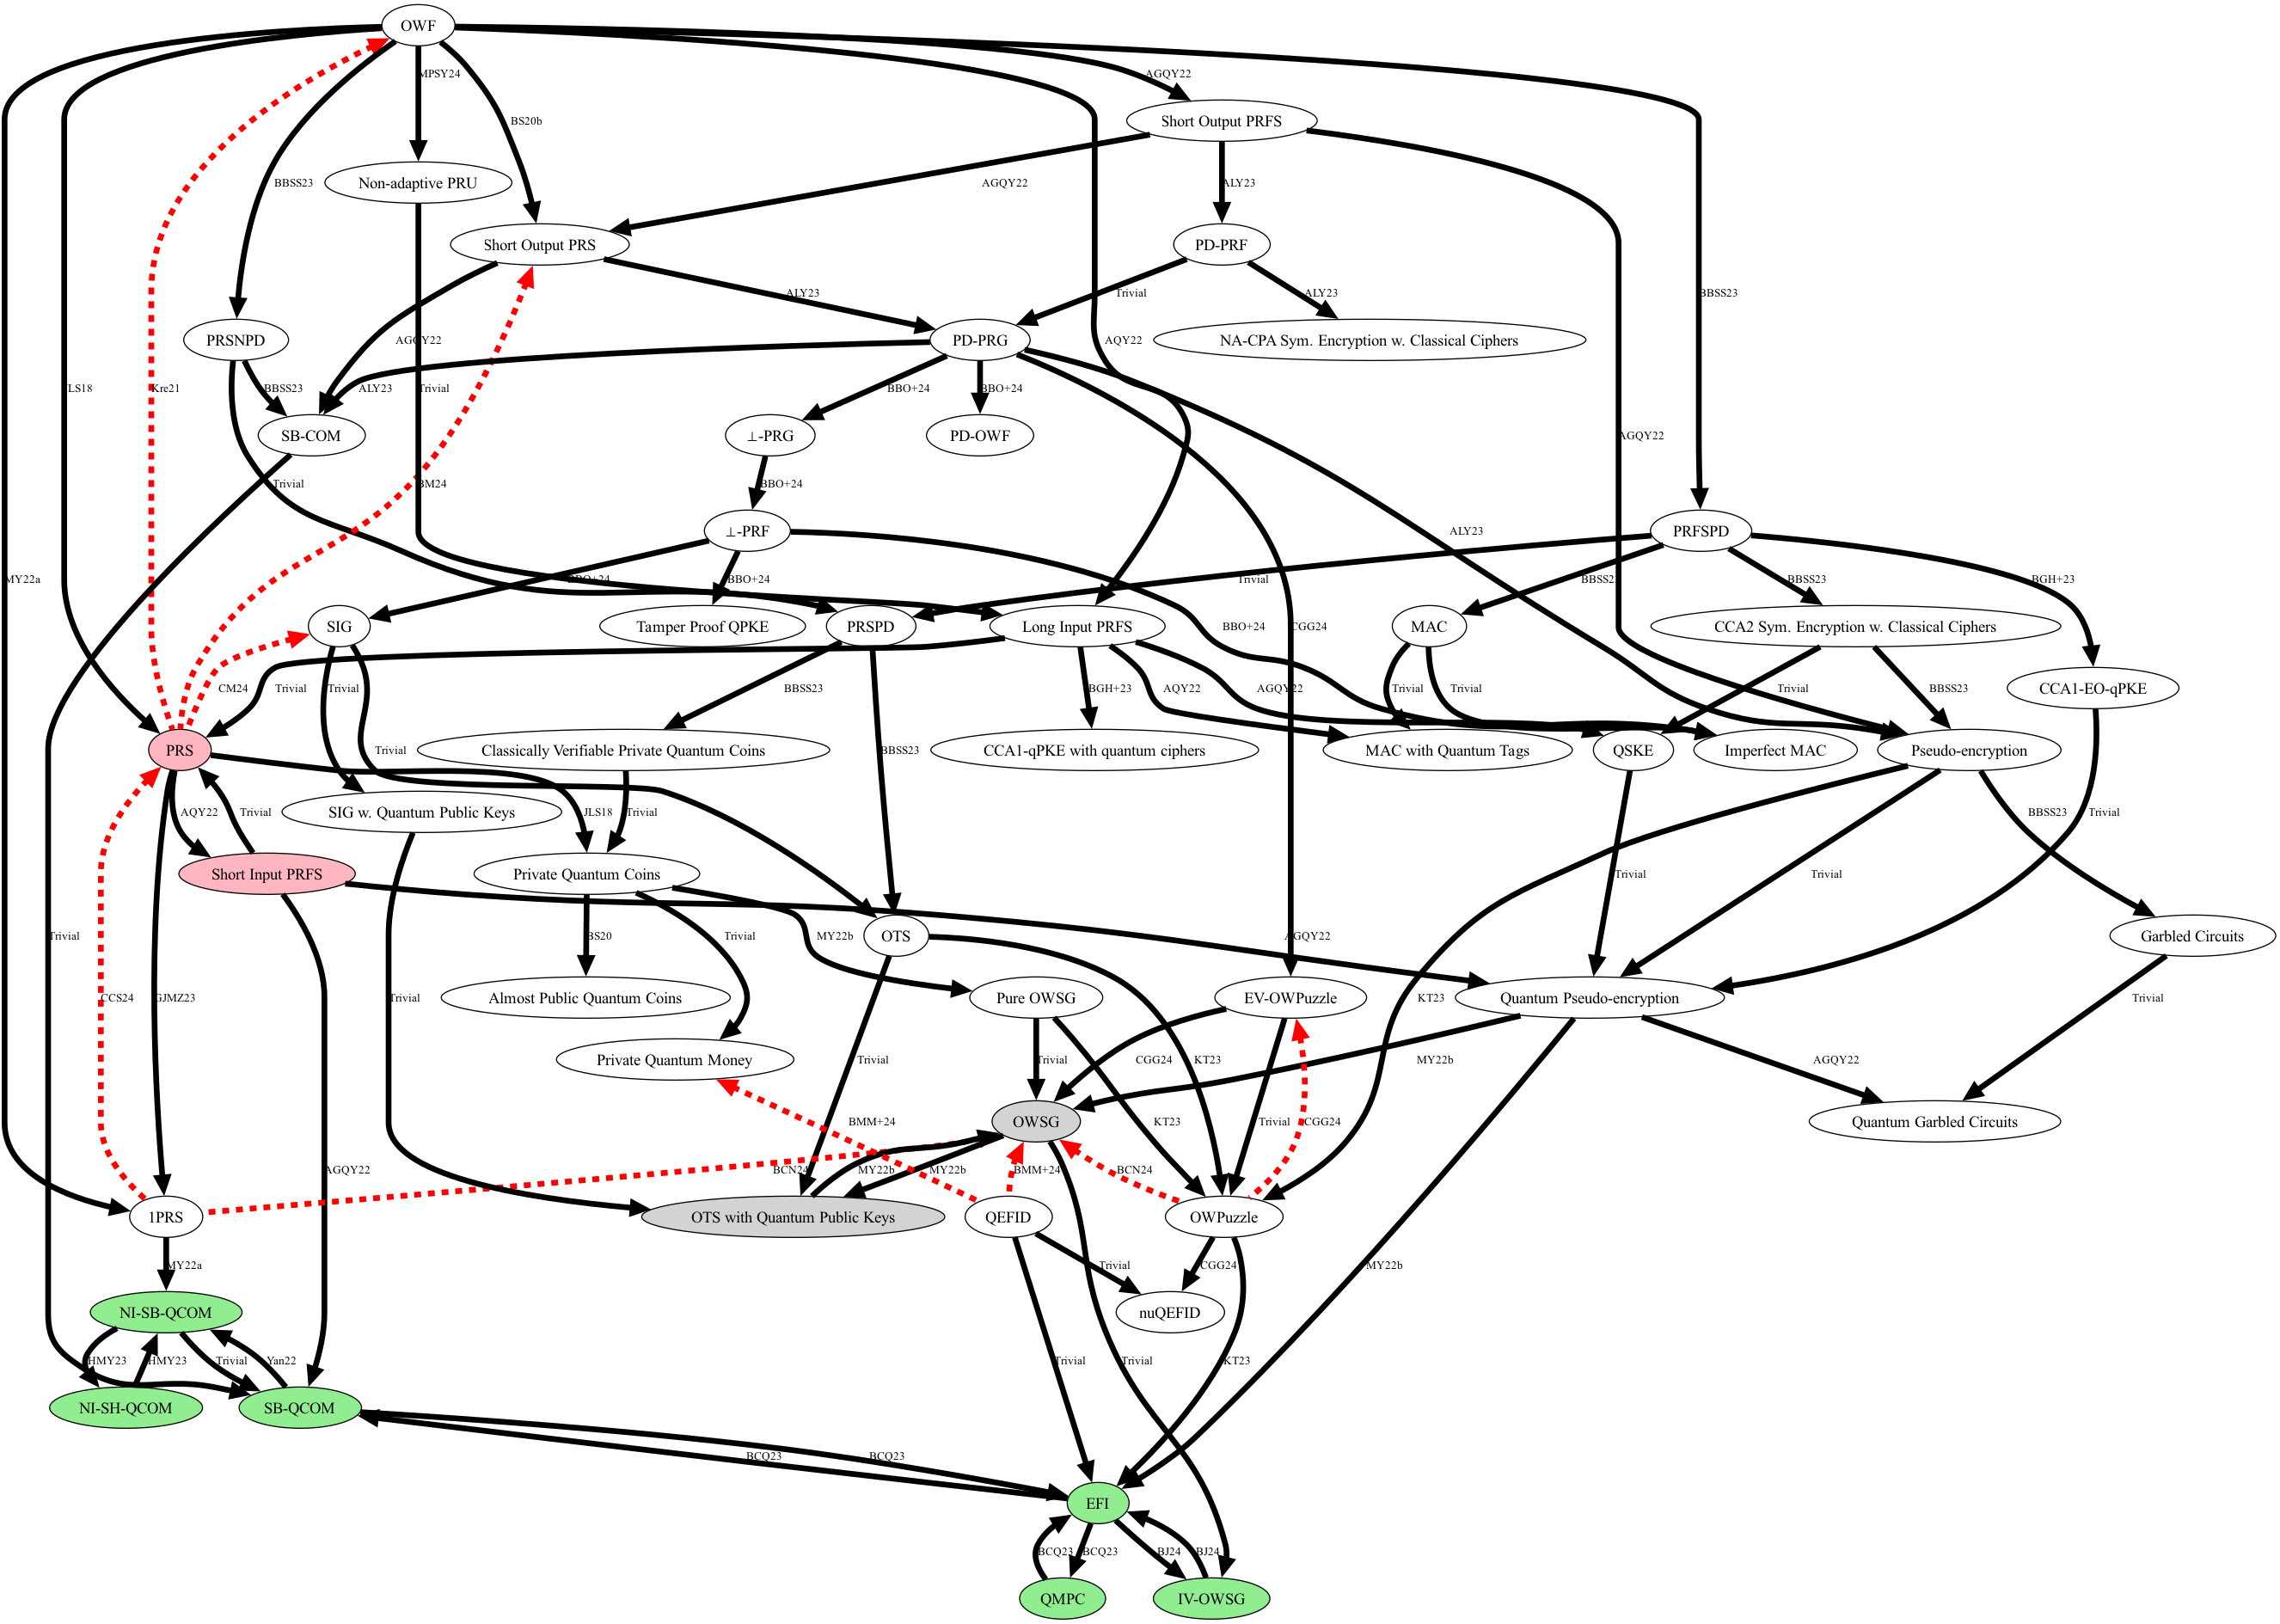 OWF
MPSY24
AGQY22
Short Output PRFS
BS20b
BBSS23
Non-adaptive PRU
AGQY22
ALY23
Short Output PRS
PD-PRF
ALY23
Trivial
ALY23
BBSS23
PRSNPD
AGQY22
PD-PRG
AQY22
NA-CPA Sym. Encryption w. Classical Ciphers
JLS18
Kre21
BBSS23
ALY23
Trivial
BBO+24
BBO+24
SB-COM
⊥-PRG
PD-OWF
AGQY22
Trivial
BM24
BBO+24
⊥-PRF
ALY23
PRFSPD
MY22a
BBO+24
BBO+24
Trivial
BBSS23
BBSS23
BGH+23
SIG
Tamper Proof QPKE
PRSPD
Long Input PRFS
BBO+24
CGG24
MAC
CCA2 Sym. Encryption w. Classical Ciphers
CM24
Trivial
Trivial
BBSS23
BGH+23
AQY22
AGQY22
Trivial
Trivial
Trivial
BBSS23
CCA1-EO-qPKE
PRS
Trivial
Classically Verifiable Private Quantum Coins
BBSS23
CCA1-qPKE with quantum ciphers
MAC with Quantum Tags
QSKE
Imperfect MAC
Pseudo-encryption
AQY22
Trivial
SIG w. Quantum Public Keys
JLS18
Trivial
BBSS23
Trivial
Short Input PRFS
Private Quantum Coins
Trivial
Trivial
Trivial
BS20
Trivial
MY22b
OTS
AGQY22
Garbled Circuits
CCS24
GJMZ23
Trivial
Almost Public Quantum Coins
Pure OWSG
EV-OWPuzzle
Quantum Pseudo-encryption
KT23
Trivial
Private Quantum Money
Trivial
Trivial
CGG24
KT23
MY22b
AGQY22
BMM+24
OWSG
KT23
Trivial
CGG24
Quantum Garbled Circuits
AGQY22
BCN24
MY22b
MY22b
BMM+24
BCN24
1PRS
OTS with Quantum Public Keys
QEFID
OWPuzzle
MY22a
Trivial
CGG24
MY22b
NI-SB-QCOM
nuQEFID
HMY23
HMY23
Trivial
Yan22
Trivial
Trivial
KT23
NI-SH-QCOM
SB-QCOM
BCQ23
BCQ23
EFI
BCQ23
BCQ23
BJ24
BJ24
QMPC
IV-OWSG